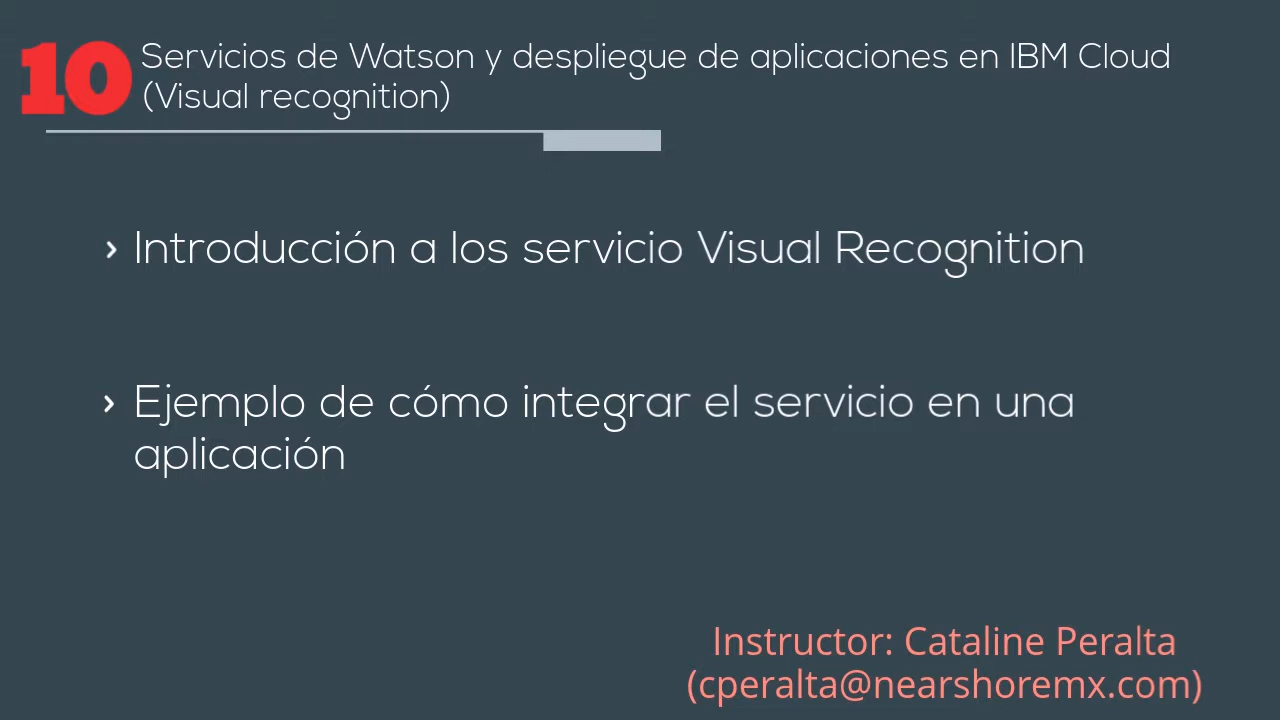 10
Servicios de Watson y despliegue de aplicaciones en IBM Cloud
(Visual recognition)
› Introducción a los servicio Visual Recognition
› Ejemplo de cómo integrar el servicio en una
aplicación
Instructor: Cataline Peralta
(cperalta@nearshoremx.com)